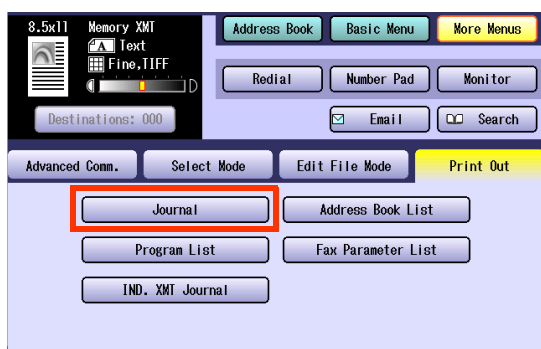 8.5x11 Memory XMT
A Text
Fine,TIFF
D
Destinations: 000
Address Book Basic Menu More Menus
Redial Number Pad Monitor
Email Search
Advanced Comm. Select Mode Edit File Mode Print Out
Journal Address Book List
Program List Fax Parameter List
IND. XMT Journal